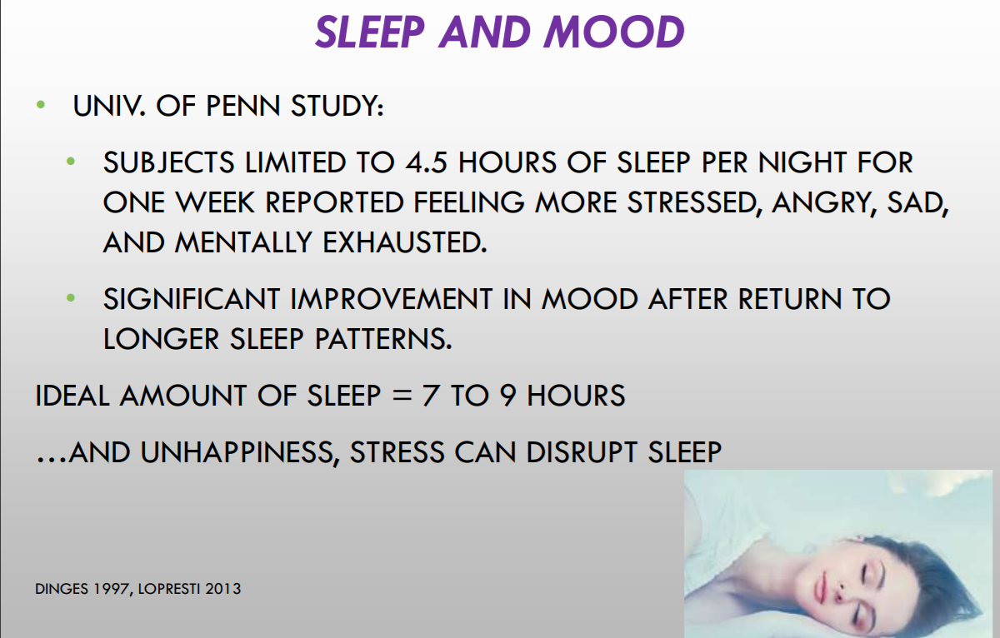 SLEEP AND MOOD
• UNIV. OF PENN STUDY:
• SUBJECTS LIMITED TO 4.5 HOURS OF SLEEP PER NIGHT FOR
ONE WEEK REPORTED FEELING MORE STRESSED, ANGRY, SAD,
AND MENTALLY EXHAUSTED.
• SIGNIFICANT IMPROVEMENT IN MOOD AFTER RETURN TO
LONGER SLEEP PATTERNS.
IDEAL AMOUNT OF SLEEP = 7 TO 9 HOURS
…AND UNHAPPINESS, STRESS CAN DISRUPT SLEEP
DINGES 1997, LOPRESTI 2013